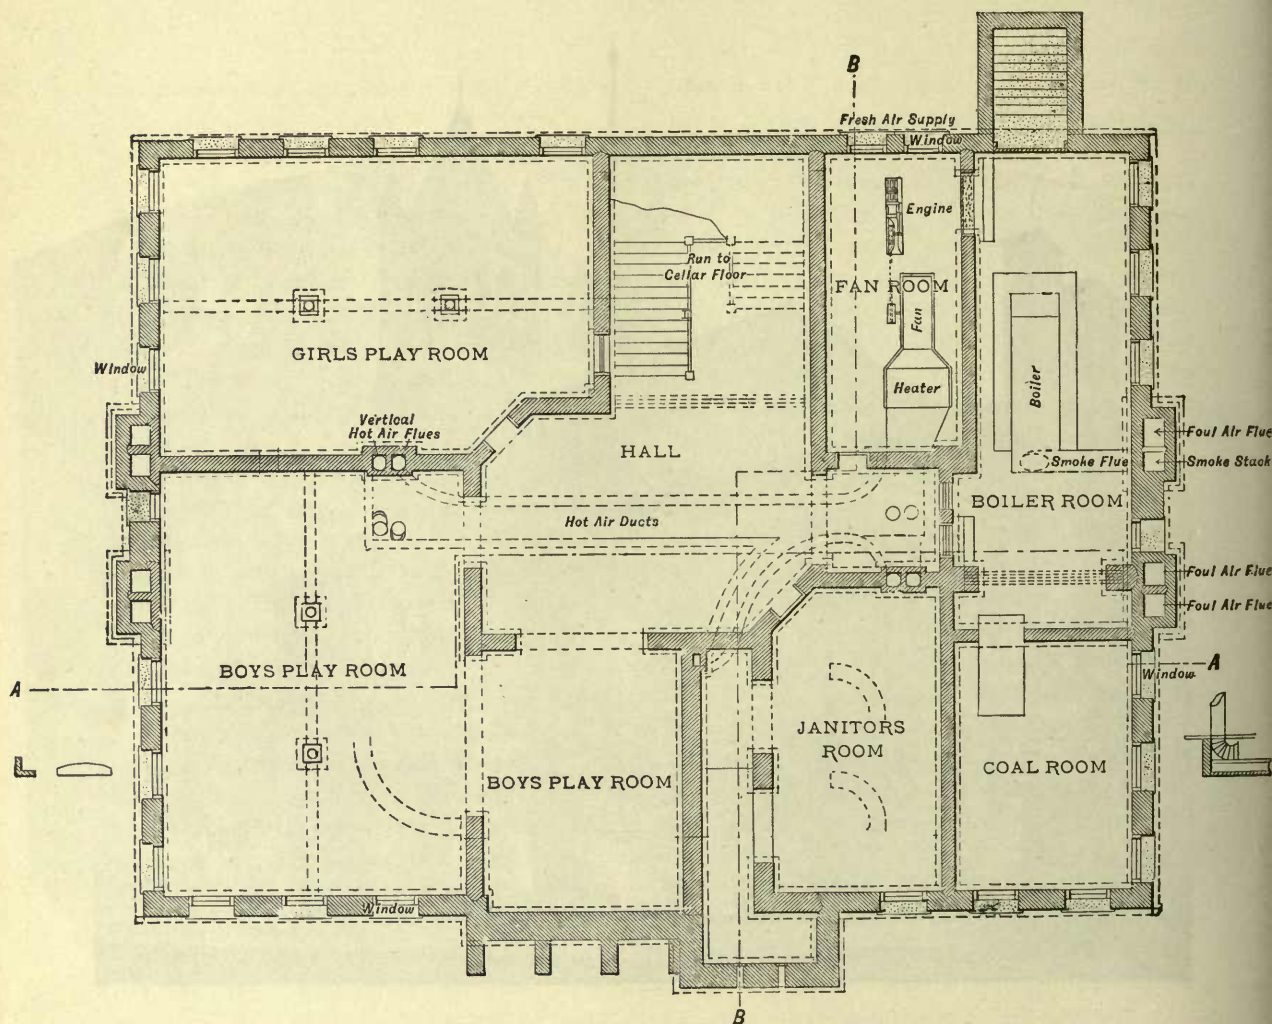 B
Fresh Air Supply
Window
Engine
Run to
Cellar Floor
FAN ROOM
Fan
GIRLS PLAY ROOM
Window
Heater
Boiler
Vertical
Hot Air Flues
Foul Air Flue
HALL
Smoke Flue
Smoke Stack
BOILER ROOM
Hot Air Ducts
Foul Air Flue
Foul Air Flue
BOYS PLAY ROOM
A
A
Window
JANITORS
ROOM
COAL ROOM
BOYS PLAY ROOM
Window
B